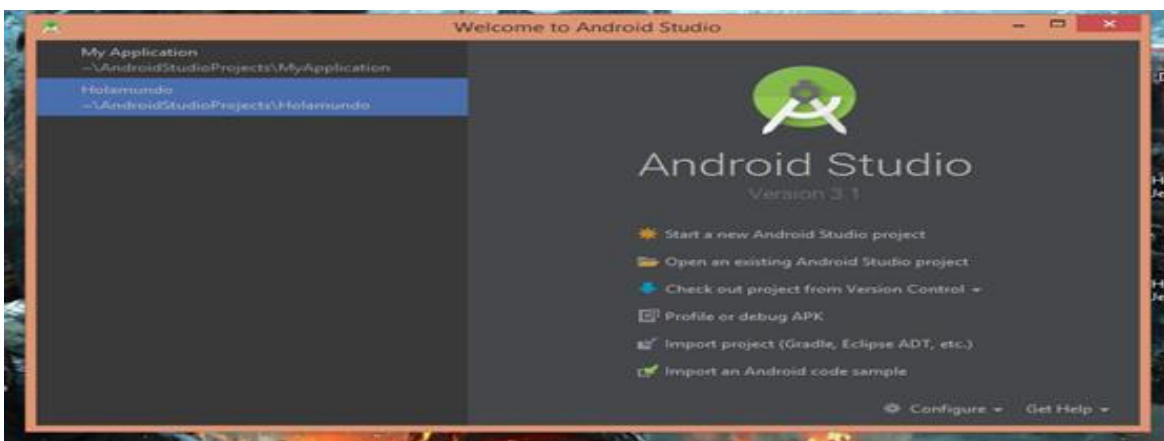 Welcome to Android Studio
My Application
~\AndroidStudioProjects\MyApplication
Holamundo
~\AndroidStudioProjects\Holamundo
Android Studio
Version 3.1
Start a new Android Studio project
Open an existing Android Studio project
Check out project from Version Control
Profile or debug APK
Import project (Gradle, Eclipse ADT, etc.)
Import an Android code sample
Configure
Get Help